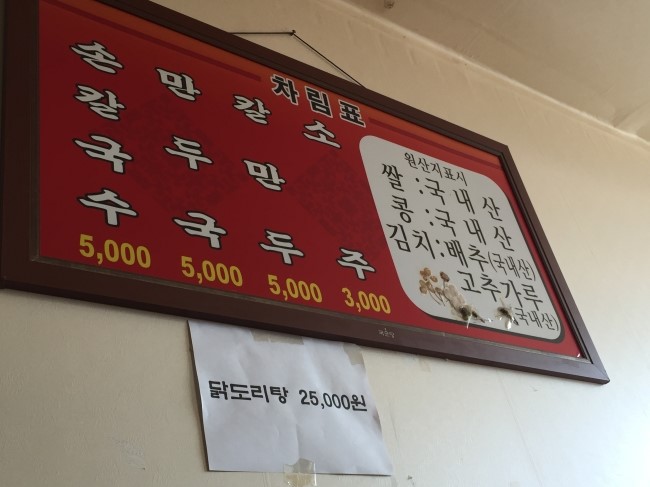 차림표
손칼국수 5,000
만두국 5,000
칼만두 5,000
소주 3,000
원산지표시
쌀 : 국내산
콩 : 국내산
김치 : 배추(국내산)
고추가루
(국내산)
닭도리탕 25,000원